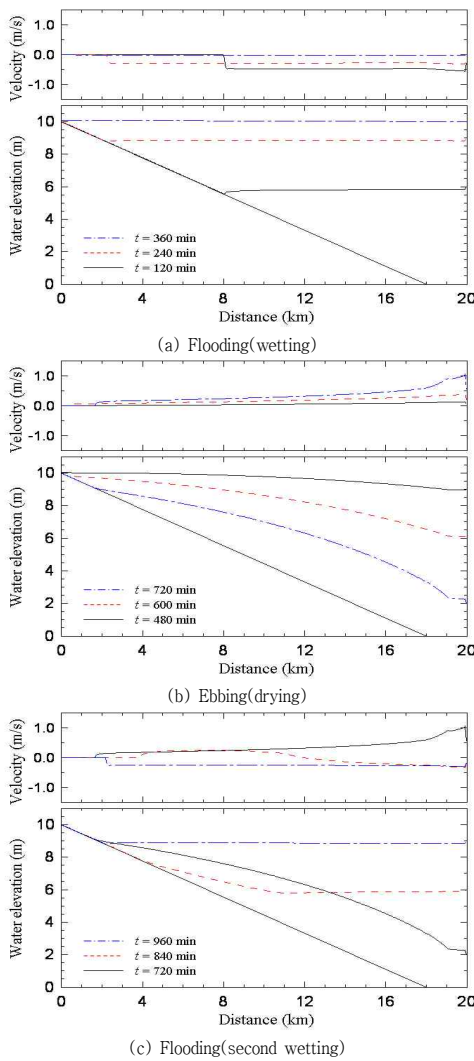 Velocity (m/s)
1.0
0.0
-1.0
Water elevation (m)
10
8
6
4
2
0
t = 360 min
t = 240 min
t = 120 min
0 4 8 12 16 20
Distance (km)
(a) Flooding(wetting)
Velocity (m/s)
1.0
0.0
-1.0
Water elevation (m)
10
8
6
4
2
0
t = 720 min
t = 600 min
t = 480 min
0 4 8 12 16 20
Distance (km)
(b) Ebbing(drying)
Velocity (m/s)
1.0
0.0
-1.0
Water elevation (m)
10
8
6
4
2
0
t = 960 min
t = 840 min
t = 720 min
0 4 8 12 16 20
Distance (km)
(c) Flooding(second wetting)